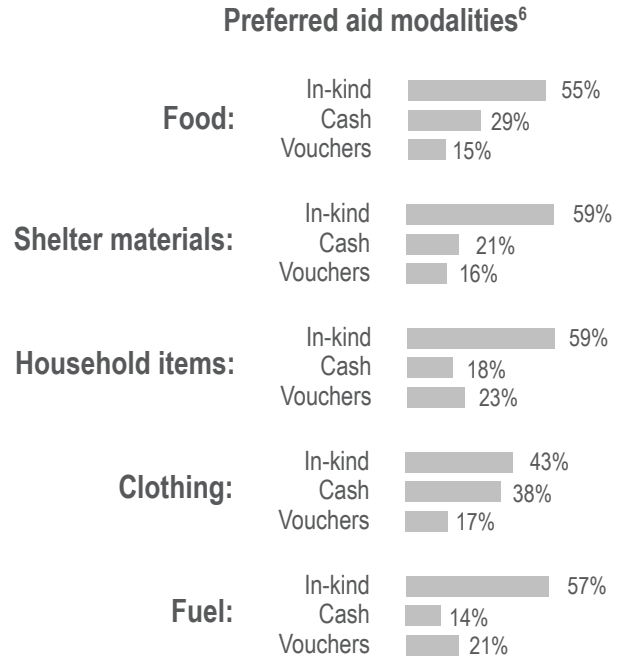 Preferred aid modalities6
Food:
In-kind 55%
Cash 29%
Vouchers 15%
Shelter materials:
In-kind 59%
Cash 21%
Vouchers 16%
Household items:
In-kind 59%
Cash 18%
Vouchers 23%
Clothing:
In-kind 43%
Cash 38%
Vouchers 17%
Fuel:
In-kind 57%
Cash 14%
Vouchers 21%